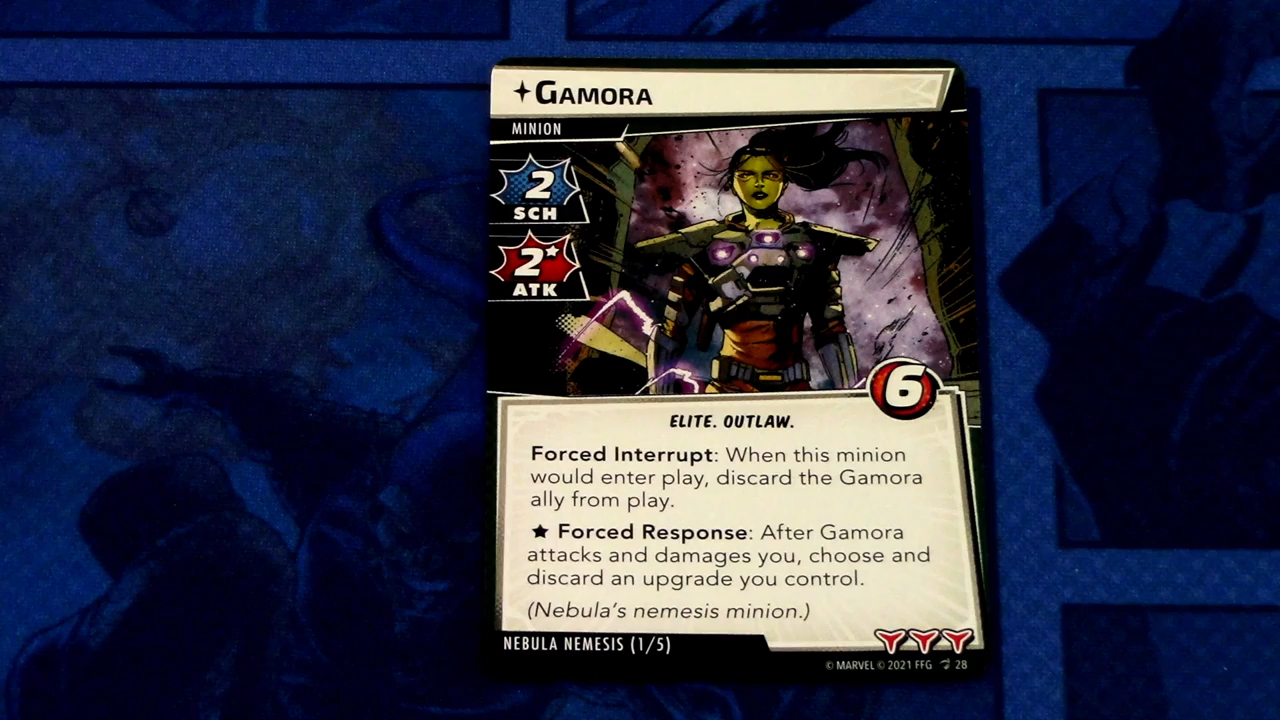 GAMORA
MINION
2
SCH
2
ATK
6
ELITE. OUTLAW.
Forced Interrupt: When this minion
would enter play, discard the Gamora
ally from play.
★ Forced Response: After Gamora
attacks and damages you, choose and
discard an upgrade you control.
(Nebula's nemesis minion.)
NEBULA NEMESIS (1/5)
© MARVEL © 2021 FFG 28